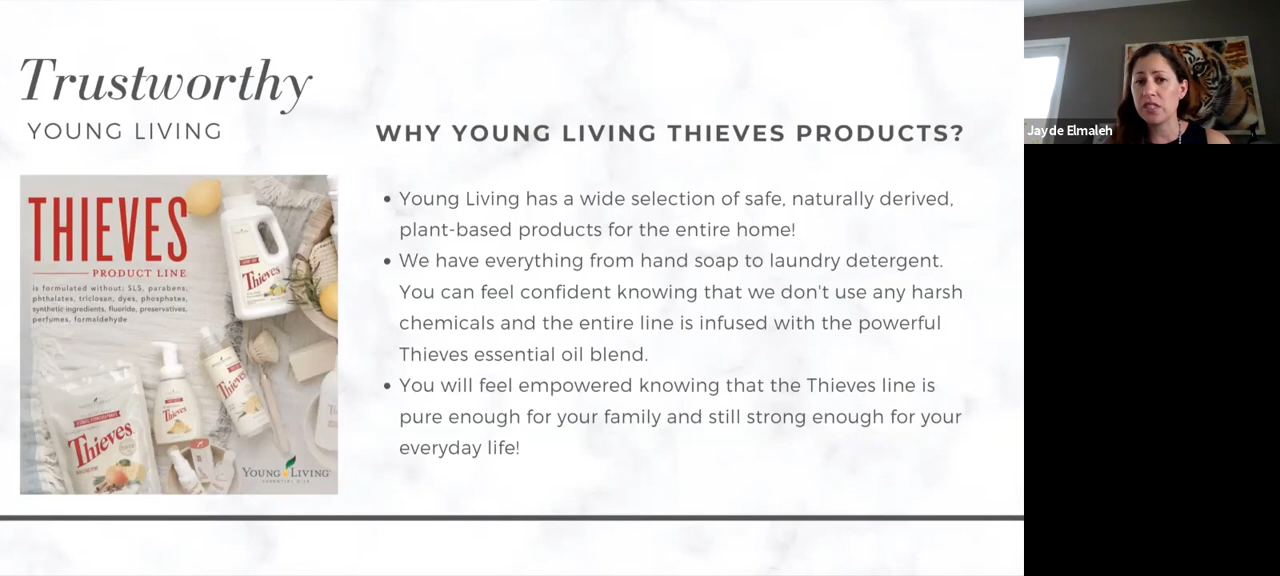 Trustworthy
YOUNG LIVING
THIEVES
PRODUCT LINE
is formulated without: SLS, parabens,
phthalates, triclosan, dyes, phosphates,
synthetic ingredients, fluoride, preservatives,
perfumes, formaldehyde
Thieves
Thieves
Thieves
Thieves
YOUNG LIVING
ESSENTIAL OILS
WHY YOUNG LIVING THIEVES PRODUCTS?
• Young Living has a wide selection of safe, naturally derived,
plant-based products for the entire home!
• We have everything from hand soap to laundry detergent.
You can feel confident knowing that we don't use any harsh
chemicals and the entire line is infused with the powerful
Thieves essential oil blend.
• You will feel empowered knowing that the Thieves line is
pure enough for your family and still strong enough for your
everyday life!
Jayde Elmaleh